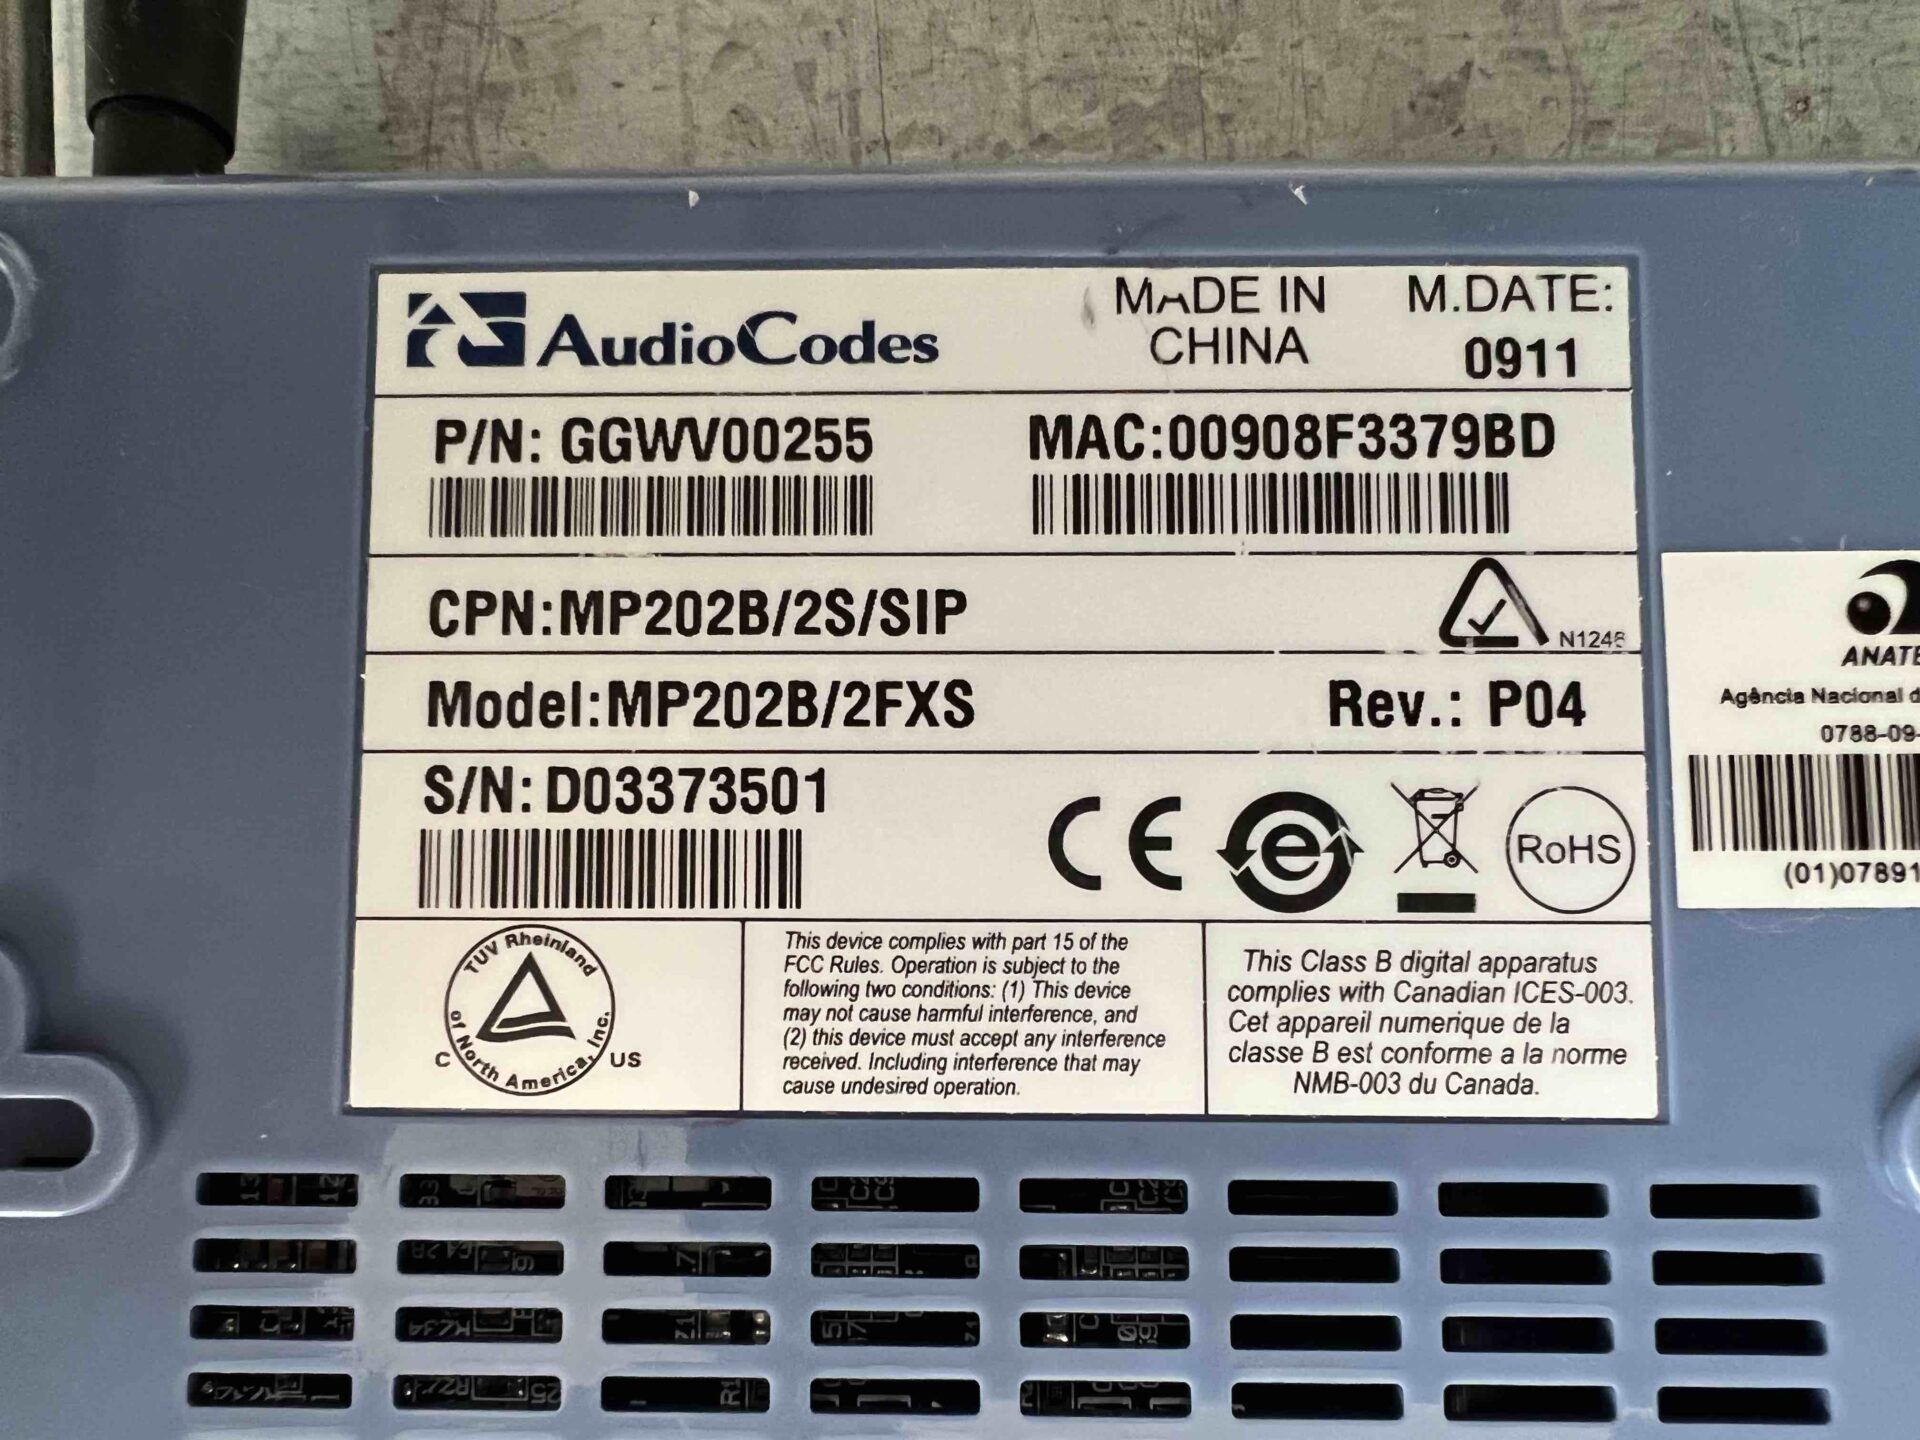 AudioCodes
MADE IN
CHINA
M.DATE:
0911
P/N: GGWV00255
MAC:00908F3379BD
CPN:MP202B/2S/SIP
N1246
Model:MP202B/2FXS
Rev.: P04
S/N: D03373501
CE
e
RoHS
TUV Rheinland
of North America, Inc.
C US
This device complies with part 15 of the
FCC Rules. Operation is subject to the
following two conditions: (1) This device
may not cause harmful interference, and
(2) this device must accept any interference
received. Including interference that may
cause undesired operation.
This Class B digital apparatus
complies with Canadian ICES-003.
Cet appareil numerique de la
classe B est conforme a la norme
NMB-003 du Canada.
ANATE
Agência Nacional d
0788-09-
(01)07891